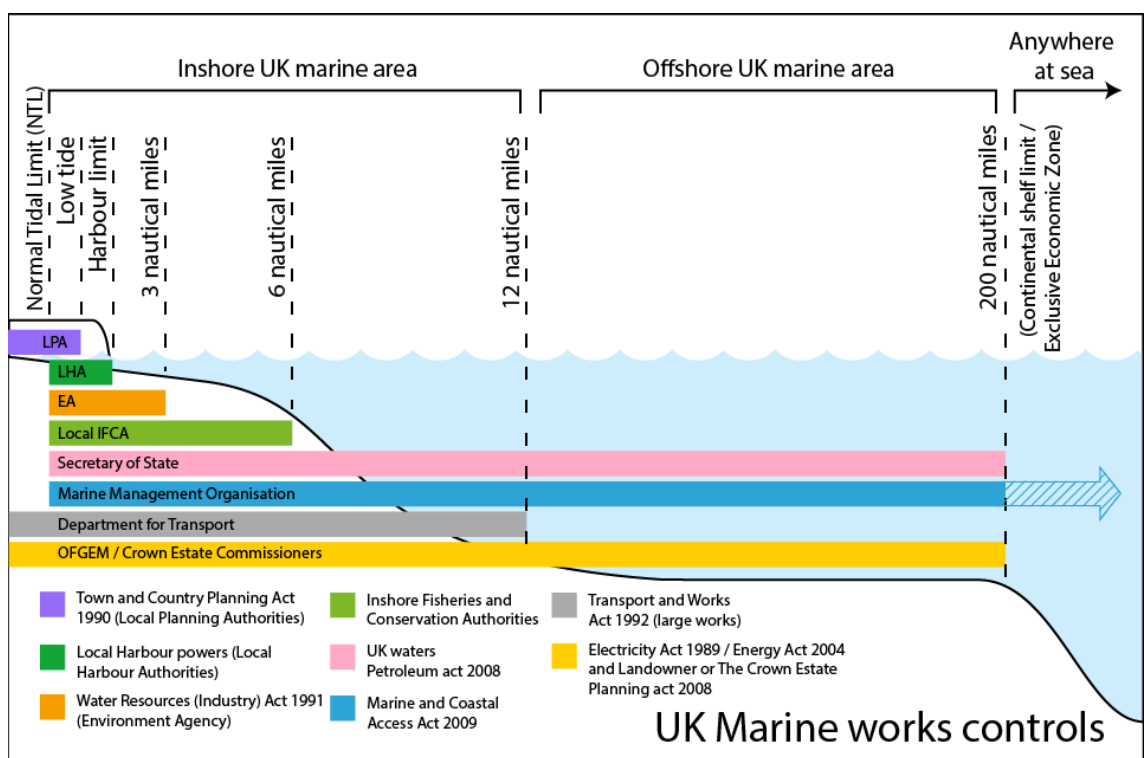 Inshore UK marine area
Offshore UK marine area
Anywhere
at sea
Normal Tidal Limit (NTL)
Low tide
Harbour limit
3 nautical miles
6 nautical miles
12 nautical miles
200 nautical miles
(Continental shelf limit /
Exclusive Economic Zone)
LPA
LHA
EA
Local IFCA
Secretary of State
Marine Management Organisation
Department for Transport
OFGEM / Crown Estate Commissioners
Town and Country Planning Act
1990 (Local Planning Authorities)
Local Harbour powers (Local
Harbour Authorities)
Water Resources (Industry) Act 1991
(Environment Agency)
Inshore Fisheries and
Conservation Authorities
UK waters
Petroleum act 2008
Marine and Coastal
Access Act 2009
Transport and Works
Act 1992 (large works)
Electricity Act 1989 / Energy Act 2004
and Landowner or The Crown Estate
Planning act 2008
UK Marine works controls